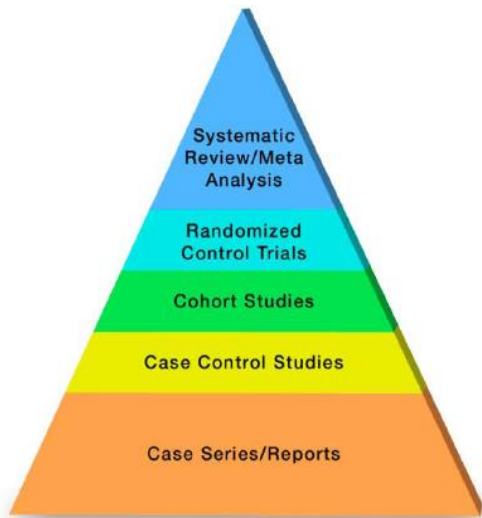 Systematic
Review/Meta
Analysis
Randomized
Control Trials
Cohort Studies
Case Control Studies
Case Series/Reports